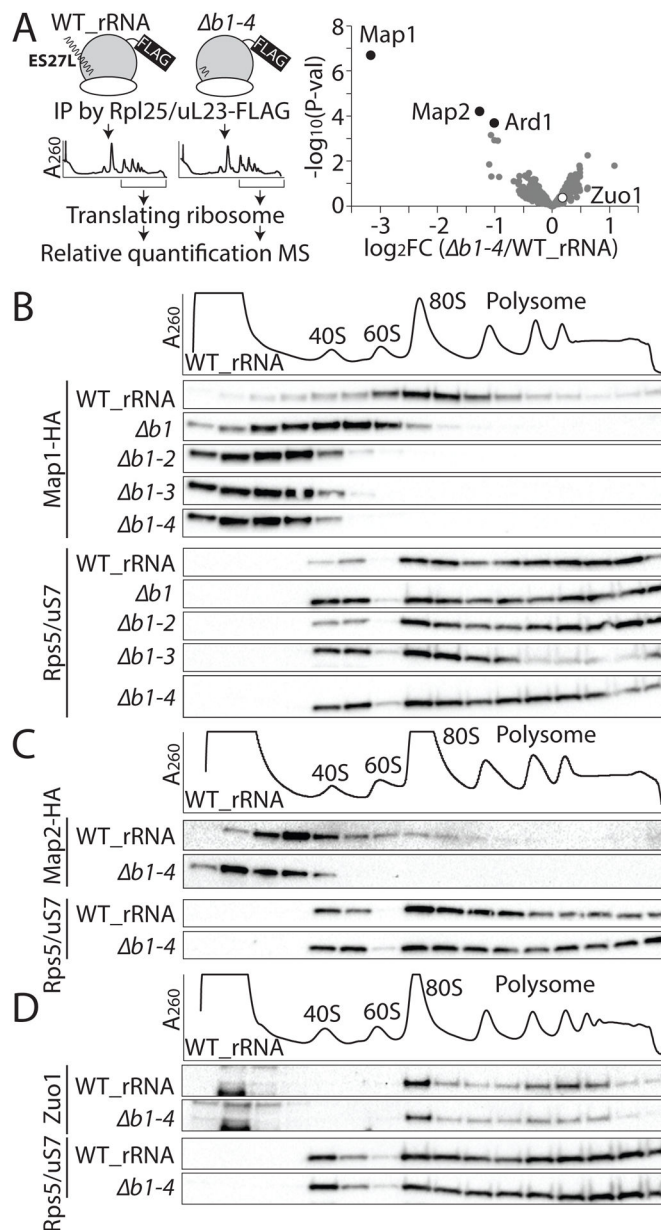 A
WT_rRNA
Δb1-4
FLAG
FLAG
ES27L
IP by Rpl25/uL23-FLAG
A260
Translating ribosome
Relative quantification MS
8
6
4
2
0
-log10(P-val)
Map1
Map2
Ard1
Zuo1
-3
-2
-1
0
1
log2FC (Δb1-4/WT_rRNA)
B
A260
40S
60S
80S
Polysome
WT_rRNA
Map1-HA
WT_rRNA
Δb1
Δb1-2
Δb1-3
Δb1-4
Rps5/uS7
WT_rRNA
Δb1
Δb1-2
Δb1-3
Δb1-4
C
A260
40S
60S
80S
Polysome
WT_rRNA
Map2-HA
WT_rRNA
Δb1-4
Rps5/uS7
WT_rRNA
Δb1-4
D
A260
40S
60S
80S
Polysome
WT_rRNA
Zuo1
WT_rRNA
Δb1-4
Rps5/uS7
WT_rRNA
Δb1-4